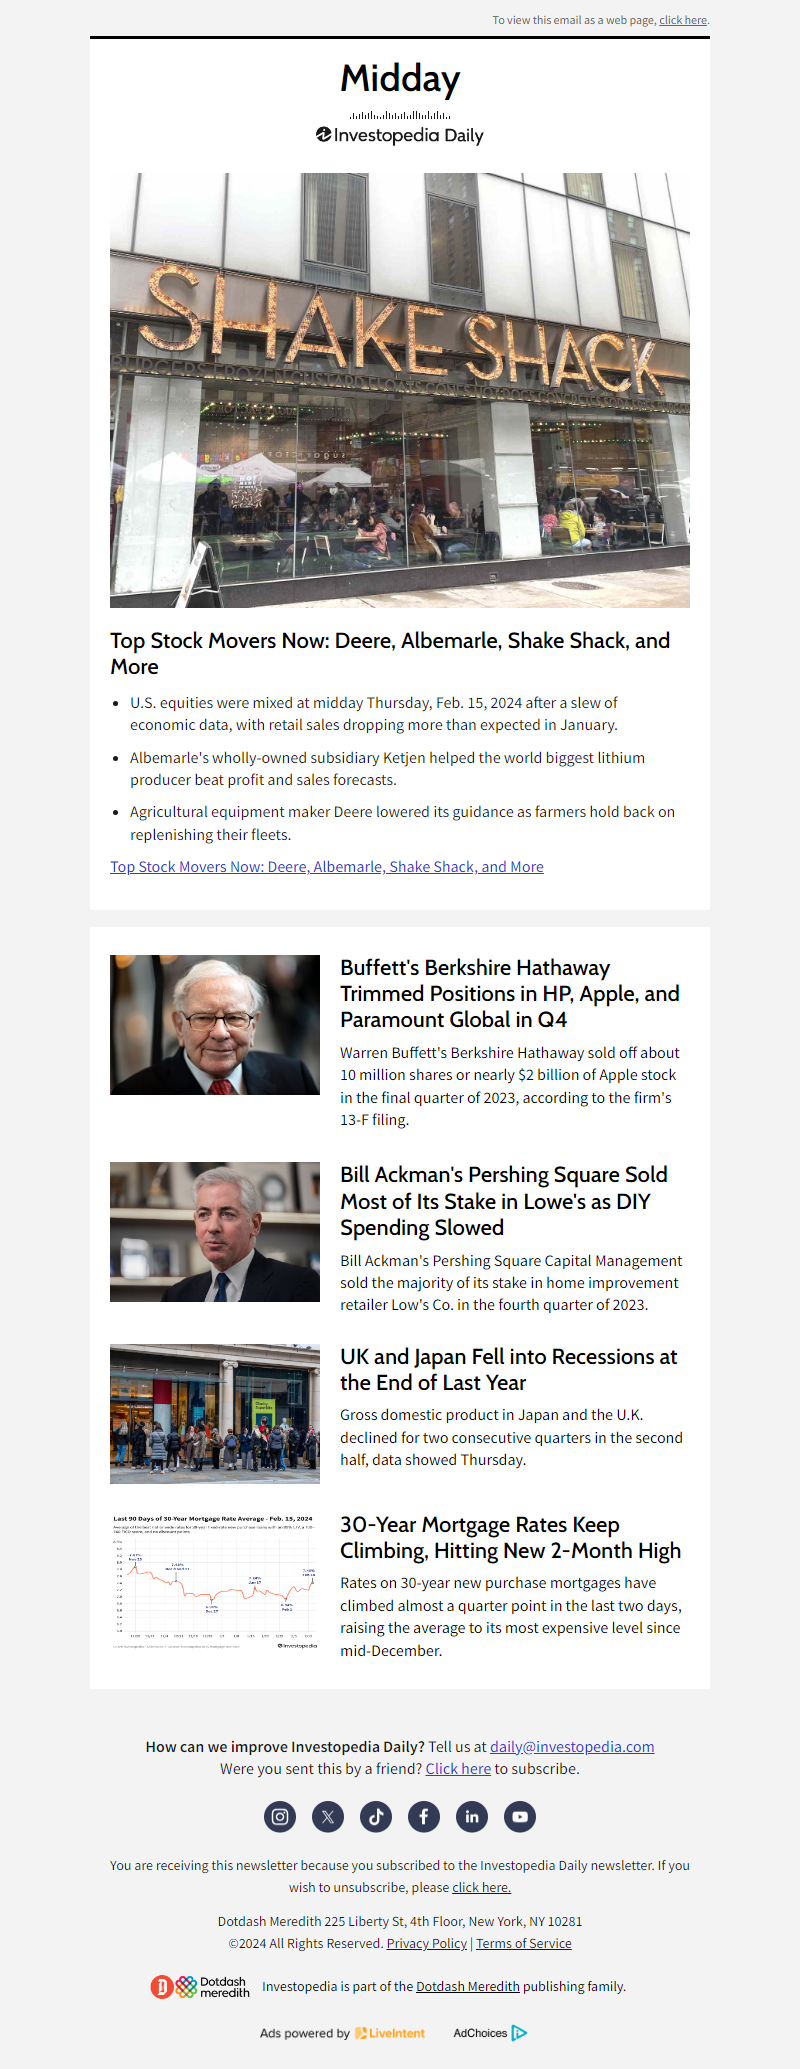 To view this email as a web page, click here.
Midday
Investopedia Daily
SHAKE SHACK
Top Stock Movers Now: Deere, Albemarle, Shake Shack, and
More
• U.S. equities were mixed at midday Thursday, Feb. 15, 2024 after a slew of
economic data, with retail sales dropping more than expected in January.
• Albemarle's wholly-owned subsidiary Ketjen helped the world biggest lithium
producer beat profit and sales forecasts.
• Agricultural equipment maker Deere lowered its guidance as farmers hold back on
replenishing their fleets.
Top Stock Movers Now: Deere, Albemarle, Shake Shack, and More
Buffett's Berkshire Hathaway
Trimmed Positions in HP, Apple, and
Paramount Global in Q4
Warren Buffett's Berkshire Hathaway sold off about
10 million shares or nearly $2 billion of Apple stock
in the final quarter of 2023, according to the firm's
13-F filing.
Bill Ackman's Pershing Square Sold
Most of Its Stake in Lowe's as DIY
Spending Slowed
Bill Ackman's Pershing Square Capital Management
sold the majority of its stake in home improvement
retailer Low's Co. in the fourth quarter of 2023.
UK and Japan Fell into Recessions at
the End of Last Year
Gross domestic product in Japan and the U.K.
declined for two consecutive quarters in the second
half, data showed Thursday.
Last 90 Days of 30-Year Mortgage Rate Average - Feb. 15, 2024
Investopedia
30-Year Mortgage Rates Keep
Climbing, Hitting New 2-Month High
Rates on 30-year new purchase mortgages have
climbed almost a quarter point in the last two days,
raising the average to its most expensive level since
mid-December.
How can we improve Investopedia Daily? Tell us at daily@investopedia.com
Were you sent this by a friend? Click here to subscribe.
You are receiving this newsletter because you subscribed to the Investopedia Daily newsletter. If you
wish to unsubscribe, please click here.
Dotdash Meredith 225 Liberty St, 4th Floor, New York, NY 10281
©2024 All Rights Reserved. Privacy Policy | Terms of Service
Dotdash
meredith
Investopedia is part of the Dotdash Meredith publishing family.
Ads powered by LiveIntent
AdChoices